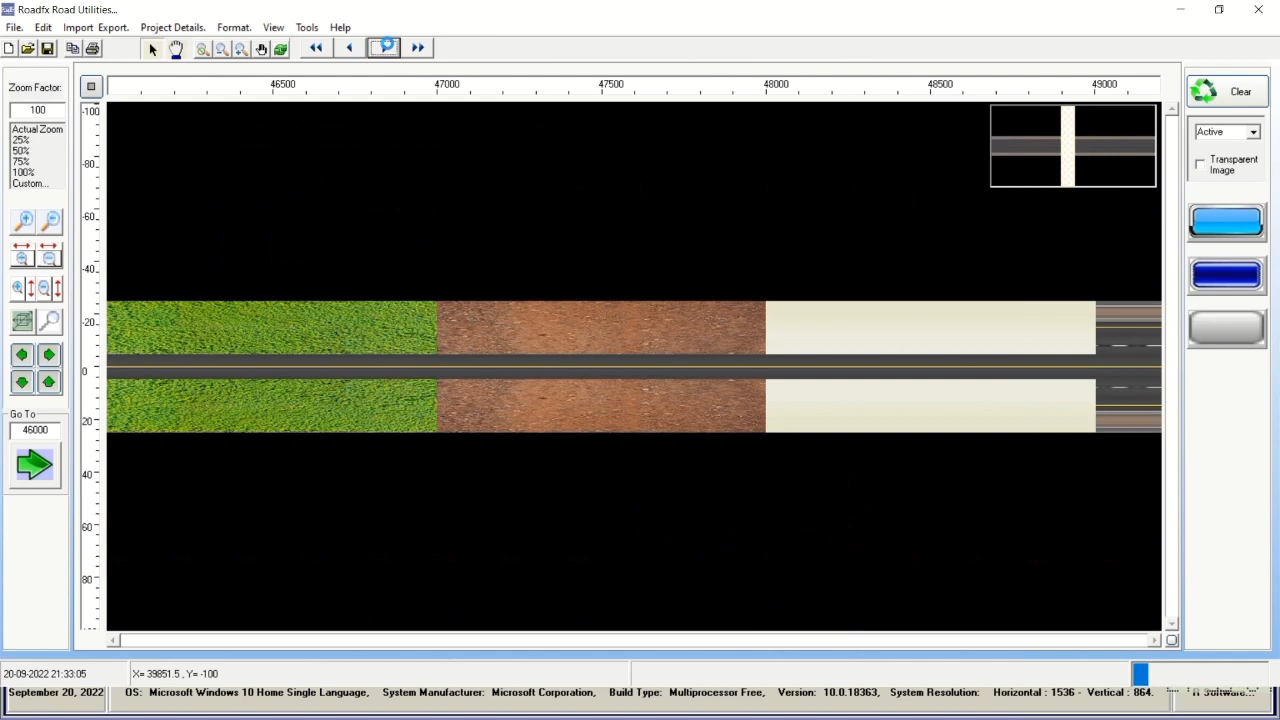 Roadfx Road Utilities...
File. Edit Import Export. Project Details. Format. View Tools Help
Zoom Factor:
100
Actual Zoom
25%
50%
75%
100%
Custom...
Go To
46000
46500 47000 47500 48000 48500 49000
-100
-80
-60
-40
-20
0
20
40
60
80
Clear
Active
Transparent
Image
20-09-2022 21:33:05 X= 39851.5 , Y= -100
September 20, 2022 OS: Microsoft Windows 10 Home Single Language, System Manufacturer: Microsoft Corporation, Build Type: Multiprocessor Free, Version: 10.0.18363, System Resolution: Horizontal : 1536 - Vertical : 864.